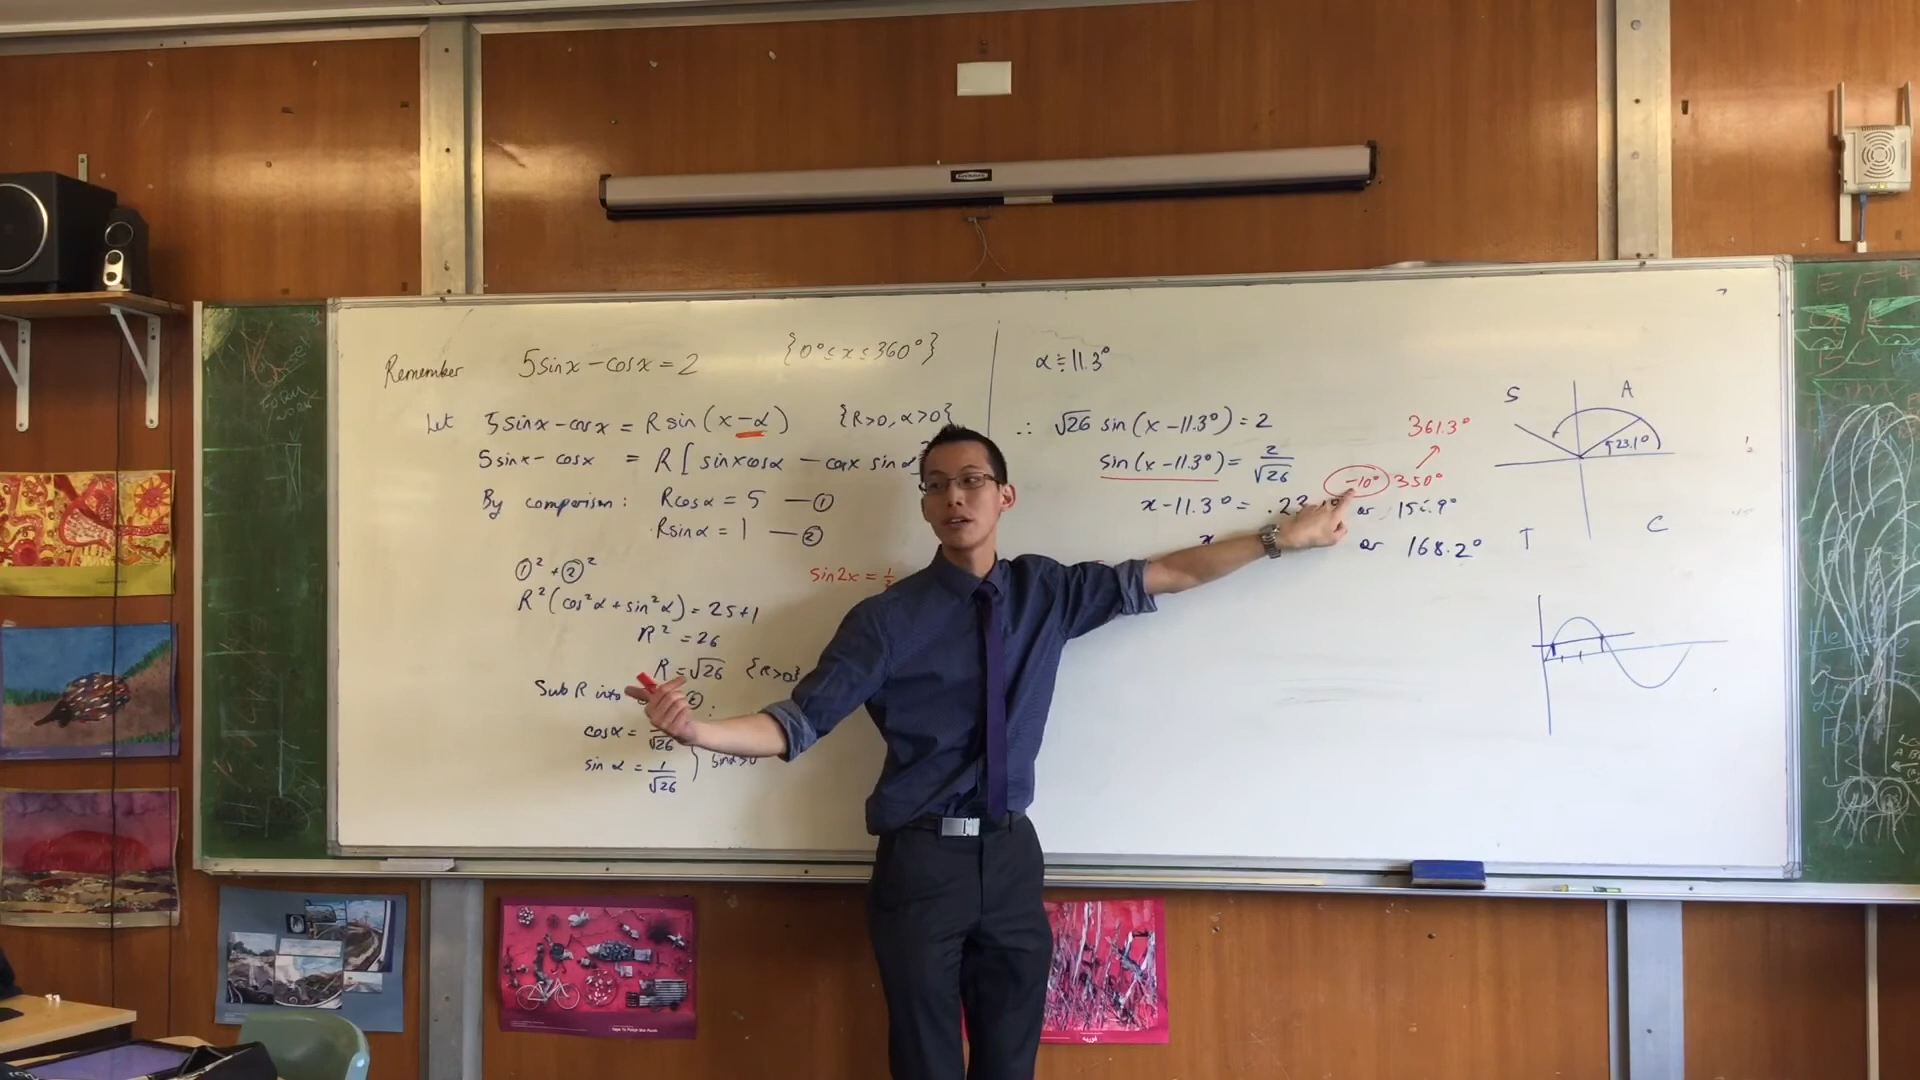 Remember 5sinx − cosx = 2 {0° ≤ x ≤ 360°}
Let 5sinx − cosx = R sin(x − α) {R>0, α>0}
5sinx − cosx = R[sinxcosα − cosx sinα
By comparison: Rcosα = 5 — ①
Rsinα = 1 — ②
①² + ②²
R²(cos²α + sin²α) = 25+1
R² = 26
R = √26 {R>0}
Sub R into
cosα = √26
sin α = 1/√26 } sinα>0
sin2x =
α ≑ 11.3°
∴ √26 sin(x − 11.3°) = 2
sin(x − 11.3°) = 2/√26
x − 11.3° = 23.1° or
x or 168.2°
361.3°
−10° 350°
S A
23.1°
T C